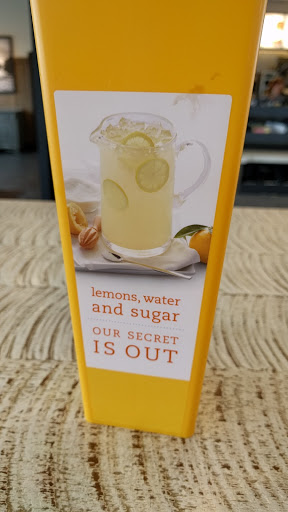 lemons, water
and sugar
OUR SECRET
IS OUT